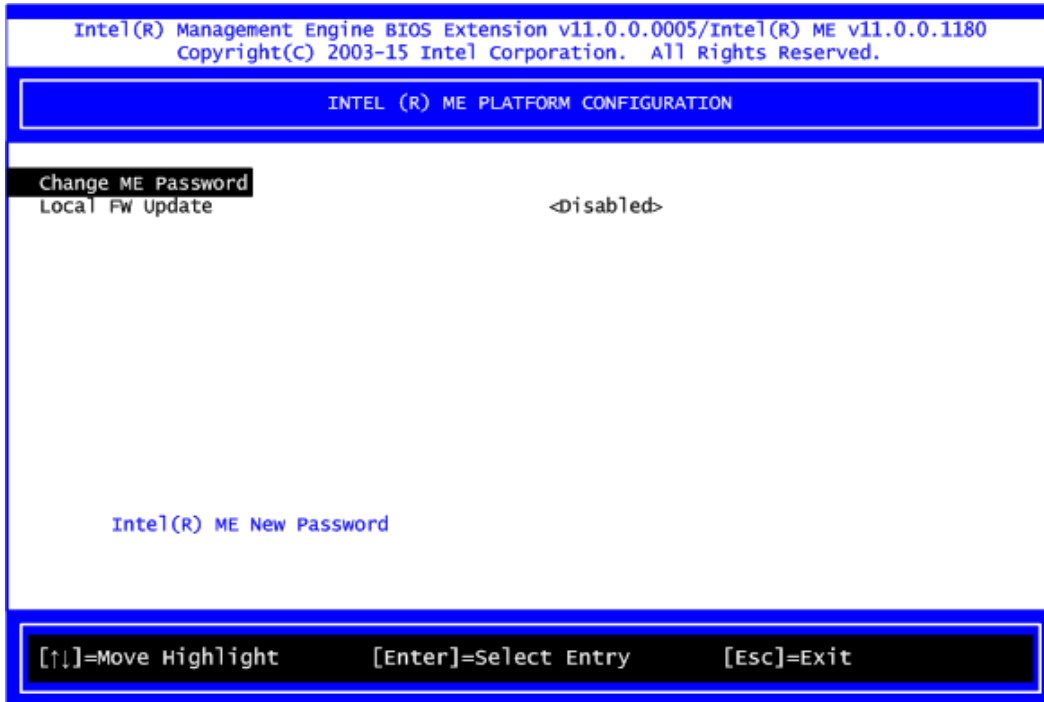 Intel(R) Management Engine BIOS Extension v11.0.0.0005/Intel(R) ME v11.0.0.1180
Copyright(C) 2003-15 Intel Corporation. All Rights Reserved.
INTEL (R) ME PLATFORM CONFIGURATION
Change ME Password
Local FW Update <Disabled>
Intel(R) ME New Password
[↑↓]=Move Highlight [Enter]=Select Entry [Esc]=Exit